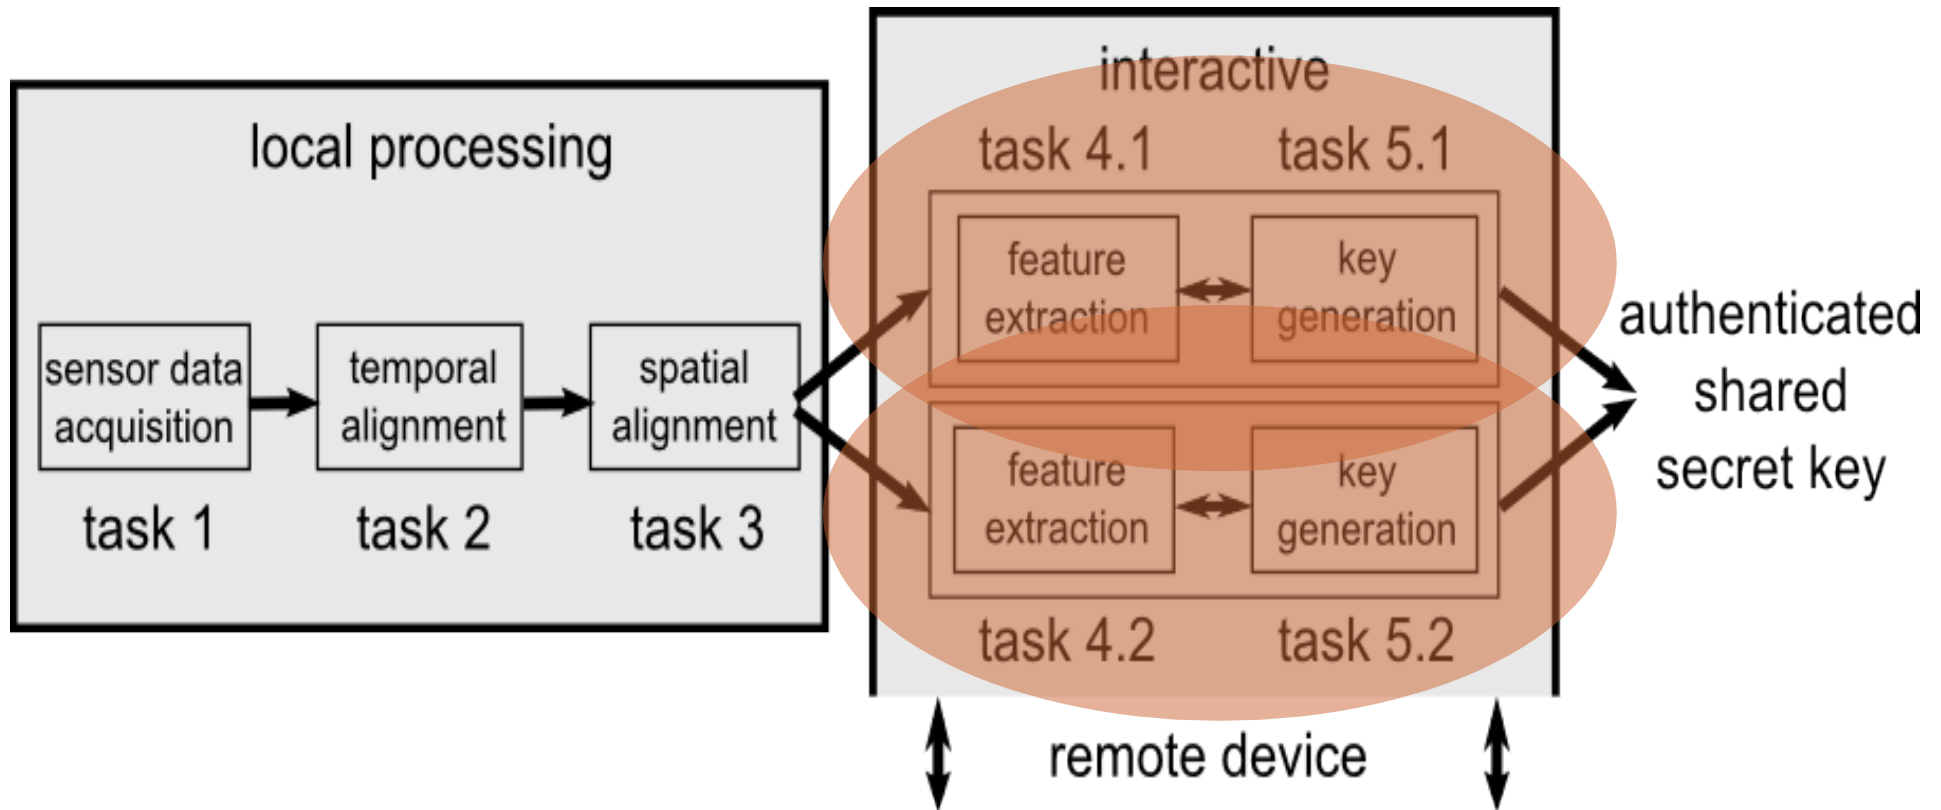 local processing
sensor data
acquisition
temporal
alignment
spatial
alignment
task 1
task 2
task 3
interactive
task 4.1
task 5.1
feature
extraction
key
generation
feature
extraction
key
generation
task 4.2
task 5.2
remote device
authenticated
shared
secret key